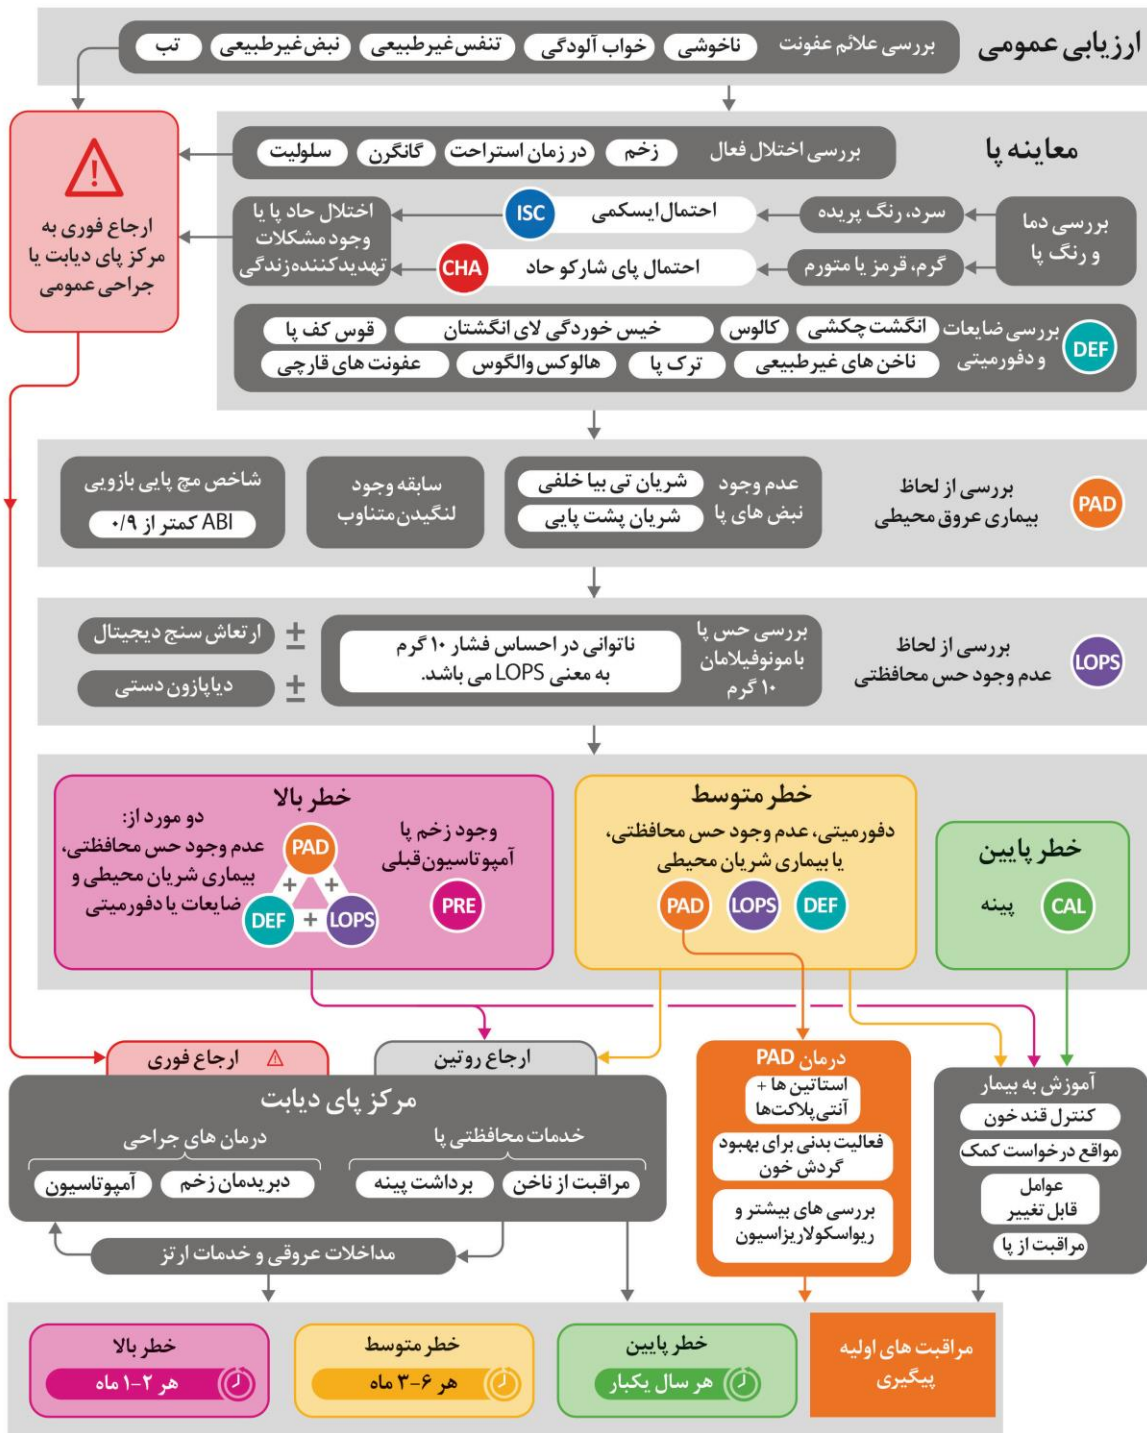 ارزیابی عمومی
بررسی علائم عفونت
ناخوشی
خواب آلودگی
تنفس غیرطبیعی
نبض غیرطبیعی
تب
ارجاع فوری به
مرکز پای دیابت یا
جراحی عمومی
معاینه پا
بررسی اختلال فعال
زخم
در زمان استراحت
گانگرن
سلولیت
بررسی دما
و رنگ پا
سرد، رنگ پریده
احتمال ایسکمی
ISC
گرم، قرمز یا متورم
احتمال پای شارکو حاد
CHA
اختلال حاد پا یا
وجود مشکلات
تهدیدکننده زندگی
DEF
بررسی ضایعات
و دفورمیتی
انگشت چکشی
کالوس
خیس خوردگی لای انگشتان
قوس کف پا
ناخن های غیرطبیعی
ترک پا
هالوکس والگوس
عفونت های قارچی
PAD
بررسی از لحاظ
بیماری عروق محیطی
عدم وجود
نبض های پا
شریان تی بیا خلفی
شریان پشت پایی
سابقه وجود
لنگیدن متناوب
شاخص مچ پایی بازویی
ABI کمتر از ۰/۹
LOPS
بررسی از لحاظ
عدم وجود حس محافظتی
بررسی حس پا
با مونوفیلامان
۱۰ گرم
ناتوانی در احساس فشار ۱۰ گرم
به معنی LOPS می باشد.
± ارتعاش سنج دیجیتال
± دیاپازون دستی
خطر پایین
CAL
پینه
خطر متوسط
دفورمیتی، عدم وجود حس محافظتی،
یا بیماری شریان محیطی
DEF
LOPS
PAD
خطر بالا
وجود زخم پا
آمپوتاسیون قبلی
PRE
دو مورد از:
عدم وجود حس محافظتی،
بیماری شریان محیطی و
ضایعات یا دفورمیتی
PAD
+ +
DEF + LOPS
آموزش به بیمار
کنترل قند خون
مواقع درخواست کمک
عوامل
قابل تغییر
مراقبت از پا
درمان PAD
استاتین ها +
آنتی پلاکت‌ها
فعالیت بدنی برای بهبود
گردش خون
بررسی های بیشتر و
ریواسکولاریزاسیون
ارجاع روتین
ارجاع فوری
مرکز پای دیابت
خدمات محافظتی پا
مراقبت از ناخن
برداشت پینه
درمان های جراحی
دبریدمان زخم
آمپوتاسیون
مداخلات عروقی و خدمات ارتز
مراقبت های اولیه
پیگیری
خطر پایین
هر سال یکبار
خطر متوسط
هر ۶-۳ ماه
خطر بالا
هر ۲-۱ ماه